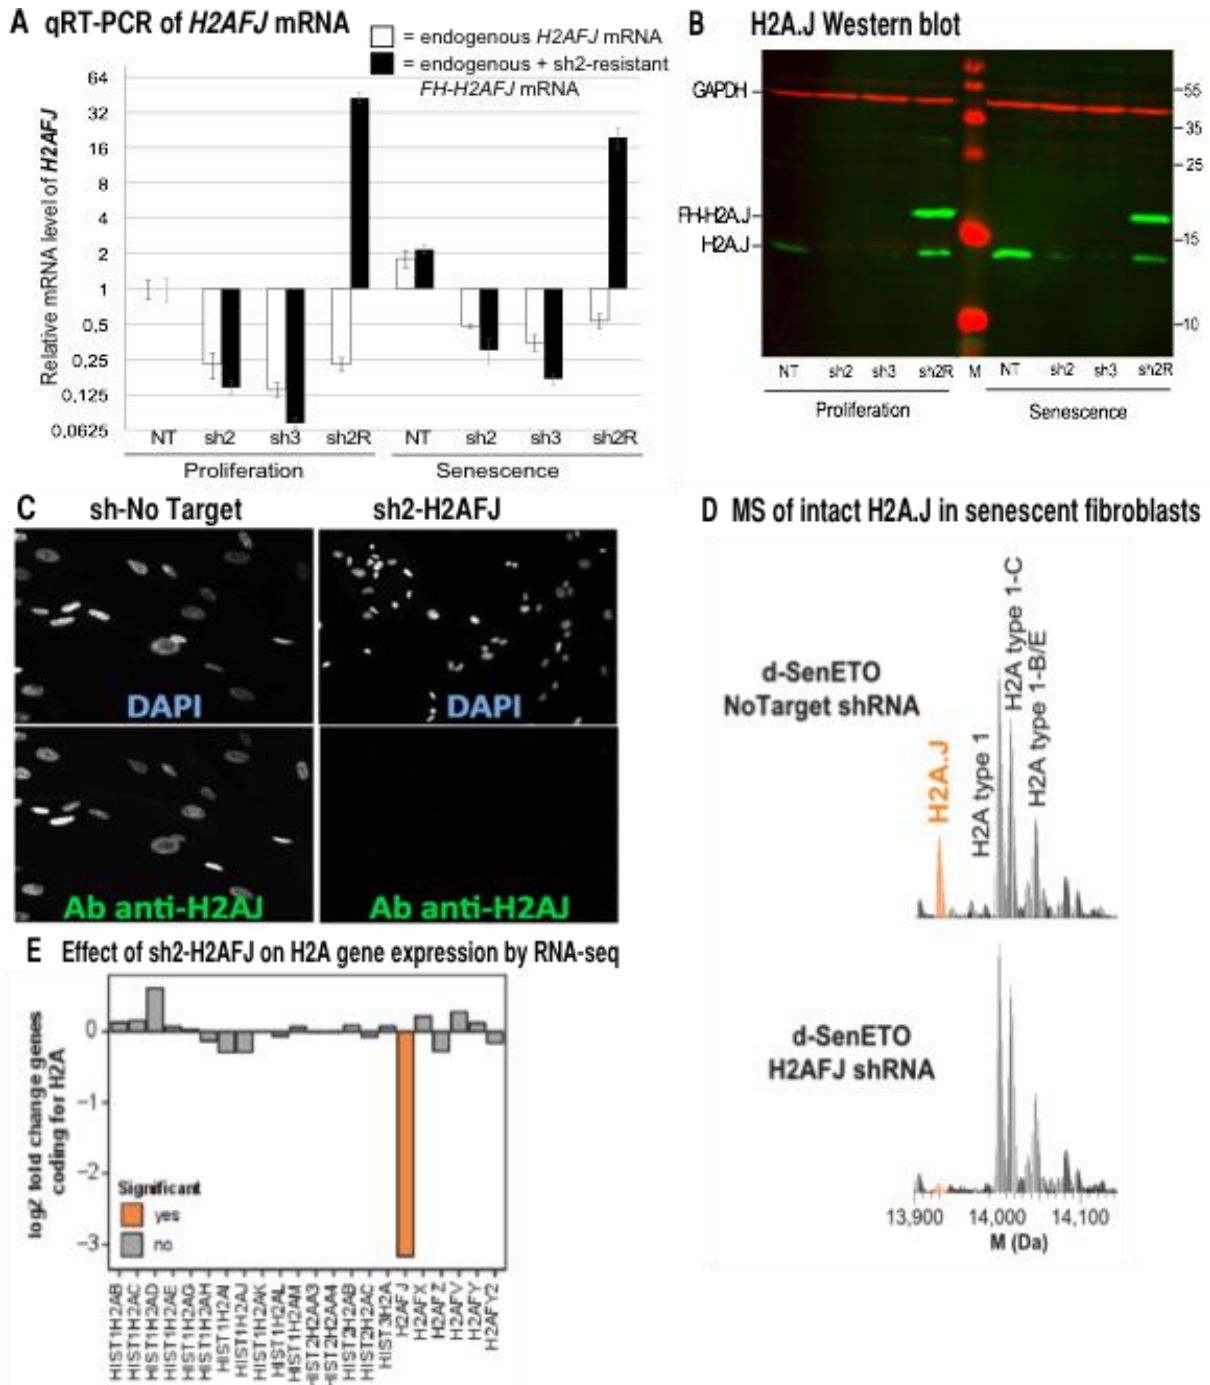 A qRT-PCR of H2AFJ mRNA
= endogenous H2AFJ mRNA
= endogenous + sh2-resistant
FH-H2AFJ mRNA
Relative mRNA level of H2AFJ
64
32
16
8
4
2
1
0,5
0,25
0,125
0,0625
NT sh2 sh3 sh2R NT sh2 sh3 sh2R
Proliferation Senescence
B H2A.J Western blot
GAPDH
FH-H2A.J
H2A.J
55
35
25
15
10
NT sh2 sh3 sh2R M NT sh2 sh3 sh2R
Proliferation Senescence
C sh-No Target sh2-H2AFJ
DAPI DAPI
Ab anti-H2AJ Ab anti-H2AJ
D MS of intact H2A.J in senescent fibroblasts
d-SenETO
NoTarget shRNA
H2A.J
H2A type 1
H2A type 1-C
H2A type 1-B/E
d-SenETO
H2AFJ shRNA
13,900 14,000 14,100
M (Da)
E Effect of sh2-H2AFJ on H2A gene expression by RNA-seq
log2 fold change genes
coding for H2A
0
−1
−2
−3
Significant
yes
no
HIST1H2AB
HIST1H2AC
HIST1H2AD
HIST1H2AE
HIST1H2AG
HIST1H2AH
HIST1H2AI
HIST1H2AJ
HIST1H2AK
HIST1H2AL
HIST1H2AM
HIST2H2AA3
HIST2H2AA4
HIST2H2AB
HIST2H2AC
HIST3H2A
H2AFJ
H2AFX
H2AFZ
H2AFV
H2AFY
H2AFY2